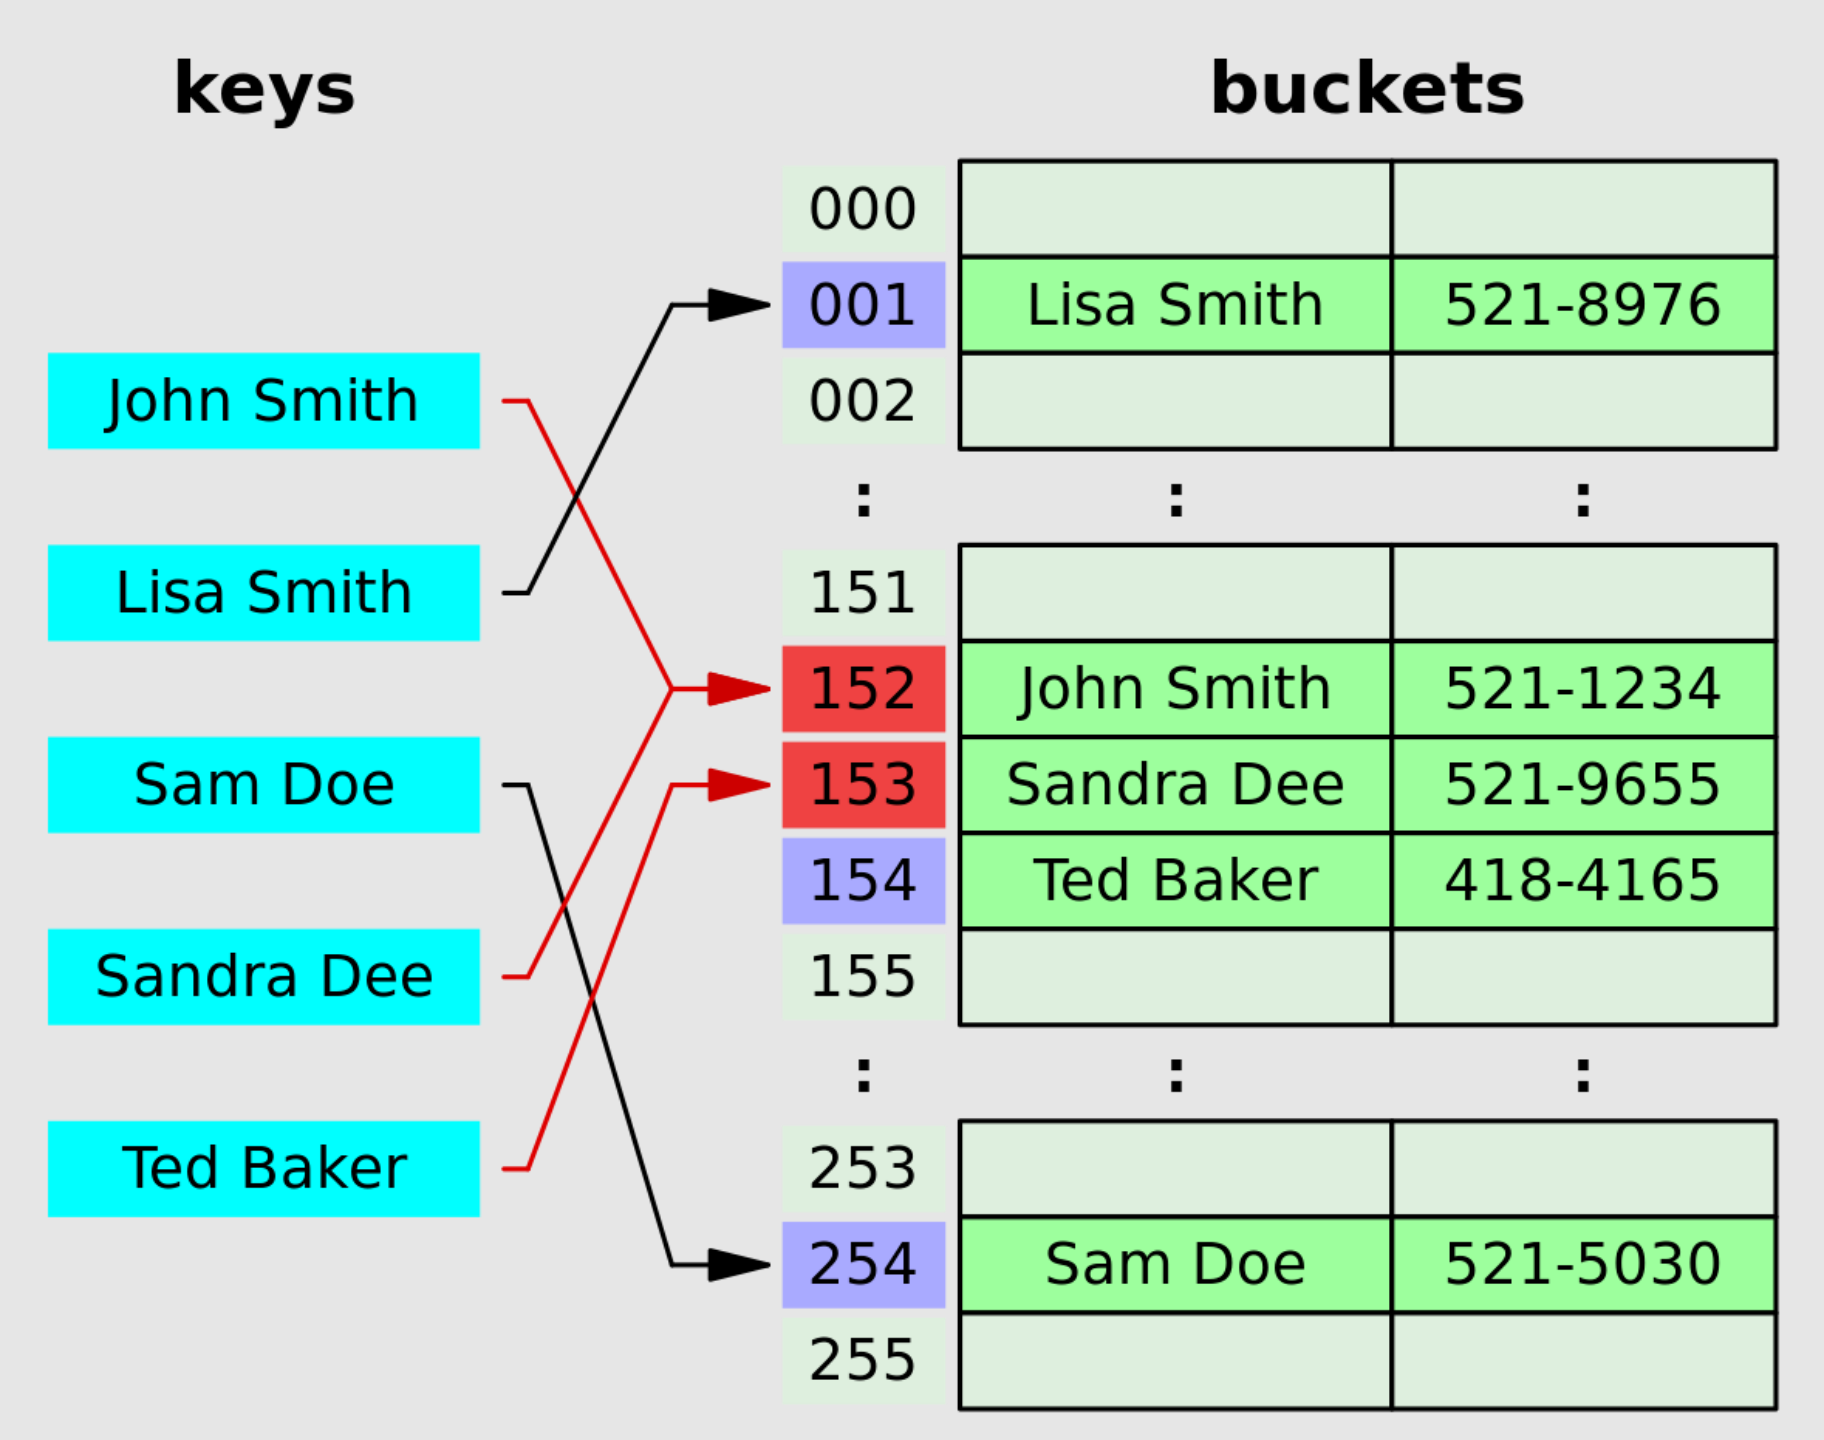 keys
buckets
000
001 Lisa Smith 521-8976
002
John Smith
: : :
Lisa Smith
151
152 John Smith 521-1234
Sam Doe
153 Sandra Dee 521-9655
154 Ted Baker 418-4165
Sandra Dee
155
: : :
Ted Baker
253
254 Sam Doe 521-5030
255